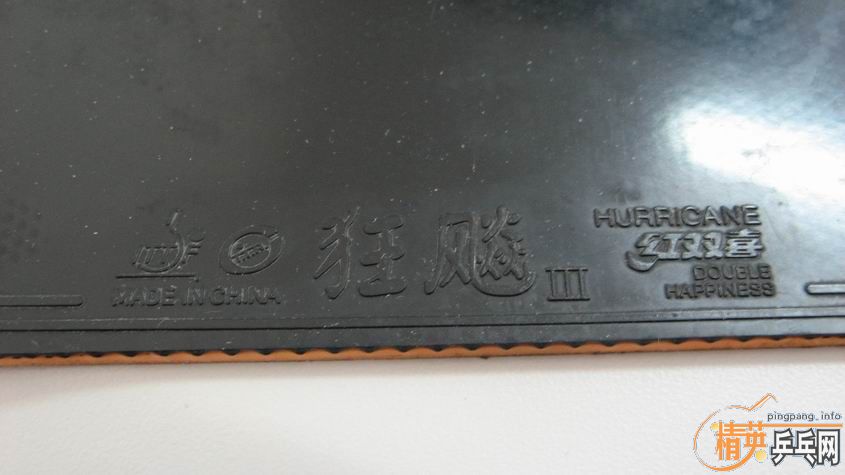 ITTF
MADE IN CHINA
狂飚 III
HURRICANE
红双喜
DOUBLE
HAPPINESS
pingpang.info
精英乒乓网